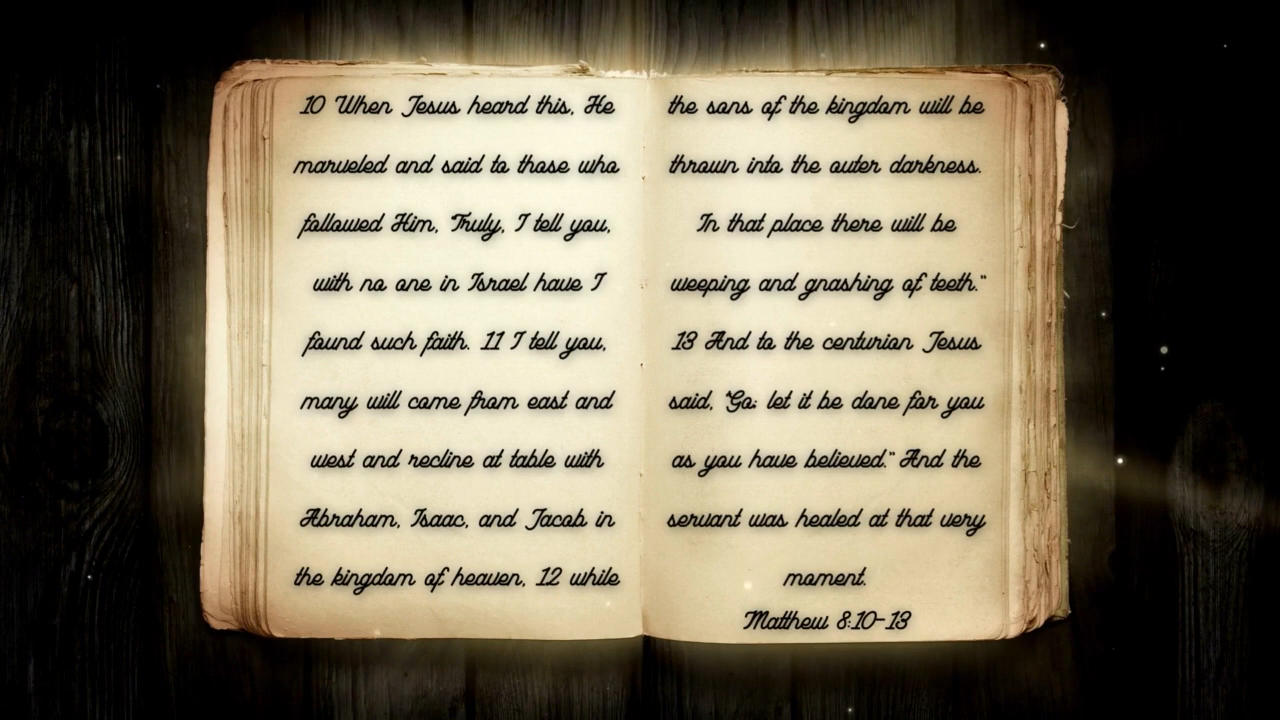 10 When Jesus heard this, He
marveled and said to those who
followed Him, "Truly, I tell you,
with no one in Israel have I
found such faith. 11 I tell you,
many will come from east and
west and recline at table with
Abraham, Isaac, and Jacob in
the kingdom of heaven, 12 while
the sons of the kingdom will be
thrown into the outer darkness.
In that place there will be
weeping and gnashing of teeth."
13 And to the centurion Jesus
said, "Go; let it be done for you
as you have believed." And the
servant was healed at that very
moment.
Matthew 8:10-13